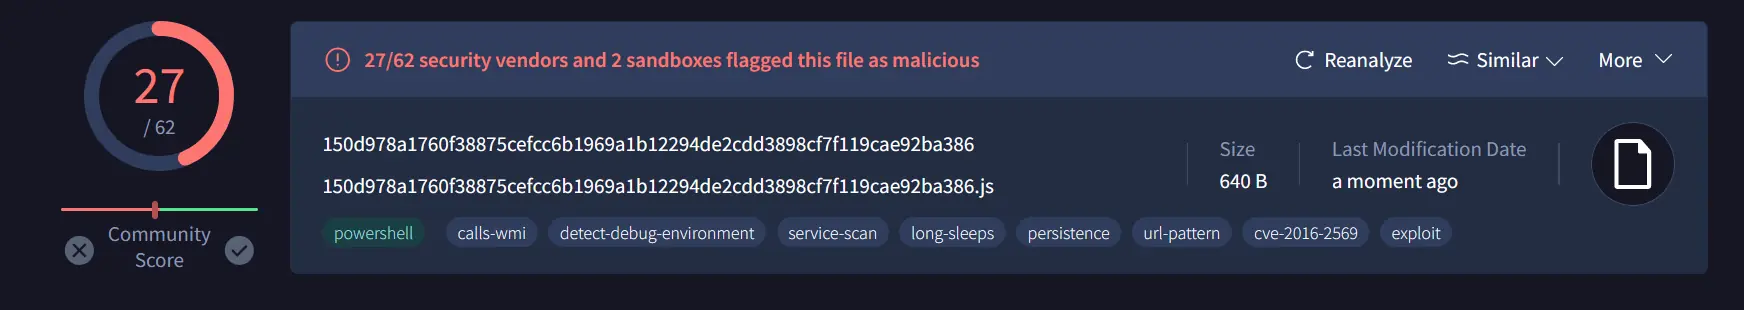 27
/ 62
Community
Score
27/62 security vendors and 2 sandboxes flagged this file as malicious
Reanalyze
Similar
More
150d978a1760f38875cefcc6b1969a1b12294de2cdd3898cf7f119cae92ba386
150d978a1760f38875cefcc6b1969a1b12294de2cdd3898cf7f119cae92ba386.js
Size
640 B
Last Modification Date
a moment ago
powershell calls-wmi detect-debug-environment service-scan long-sleeps persistence url-pattern cve-2016-2569 exploit